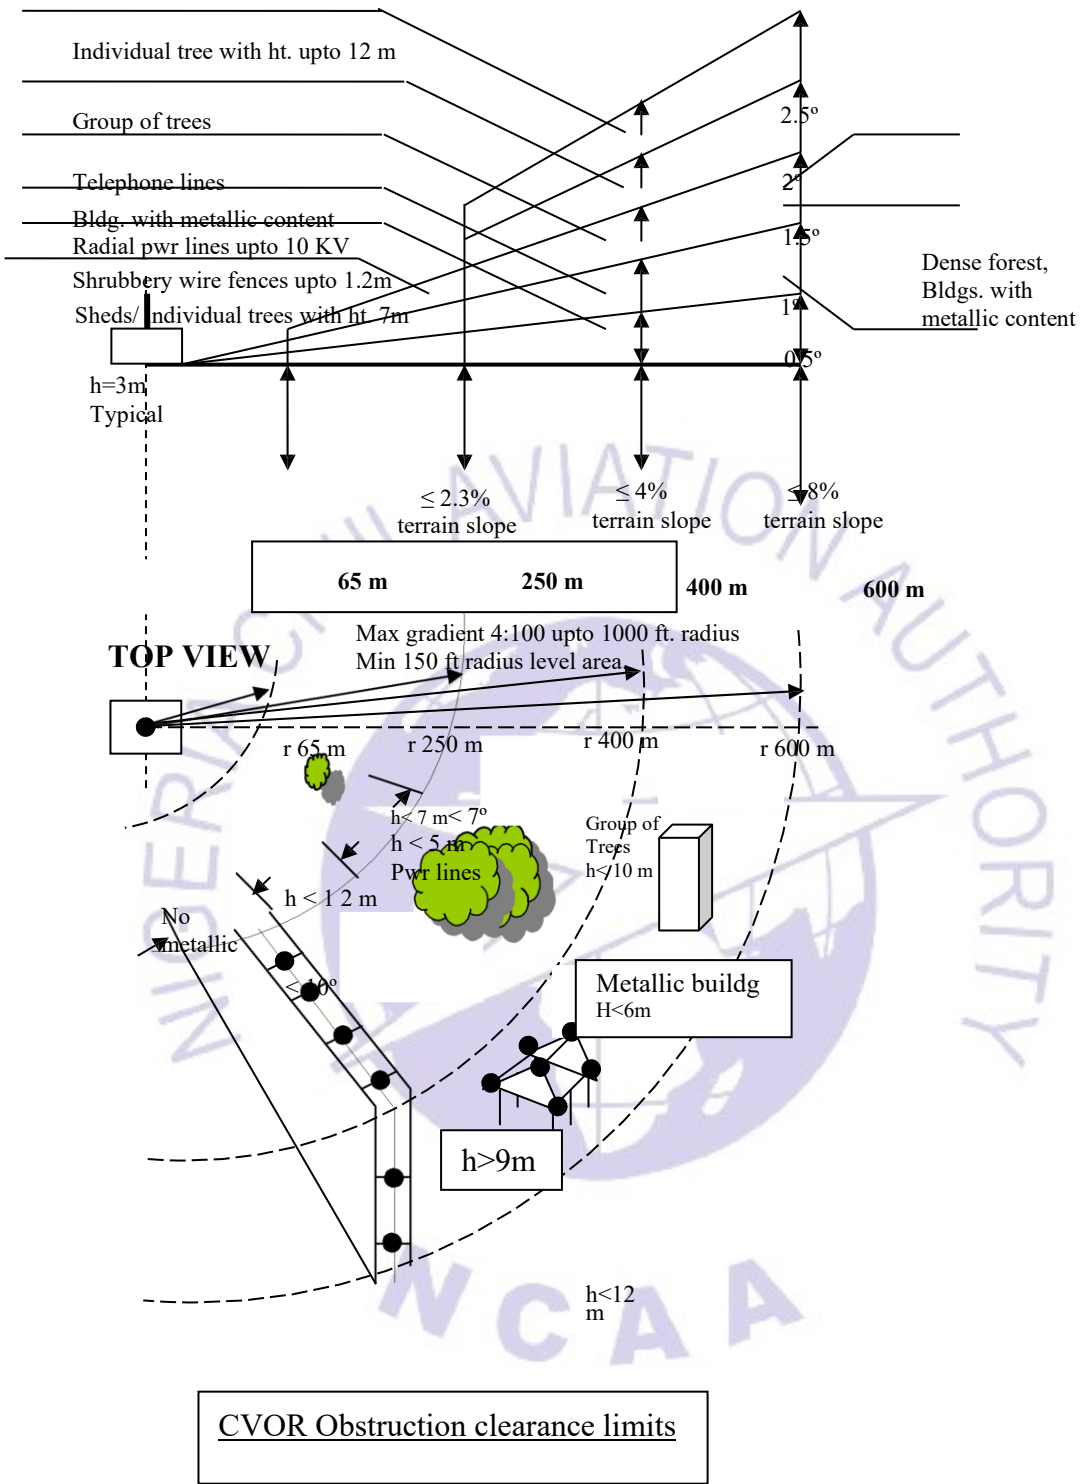 Individual tree with ht. upto 12 m
Group of trees
Telephone lines
Bldg. with metallic content
Radial pwr lines upto 10 KV
Shrubbery wire fences upto 1.2m
Sheds/ Individual trees with ht. 7m
2.5º
2º
1.5º
1º
0.5º
Dense forest,
Bldgs. with
metallic content
h=3m
Typical
≤ 2.3%
terrain slope
≤ 4%
terrain slope
≤ 8%
terrain slope
65 m 250 m 400 m 600 m
Max gradient 4:100 upto 1000 ft. radius
Min 150 ft radius level area
TOP VIEW
r 65 m r 250 m r 400 m r 600 m
h< 7 m< 7º
h < 5 m
Pwr lines
Group of
Trees
h< 10 m
h < 1 2 m
No
metallic
< 10º
Metallic buildg
H<6m
h>9m
h<12
m
CVOR Obstruction clearance limits
NIGERIAN CIVIL AVIATION AUTHORITY
NCAA